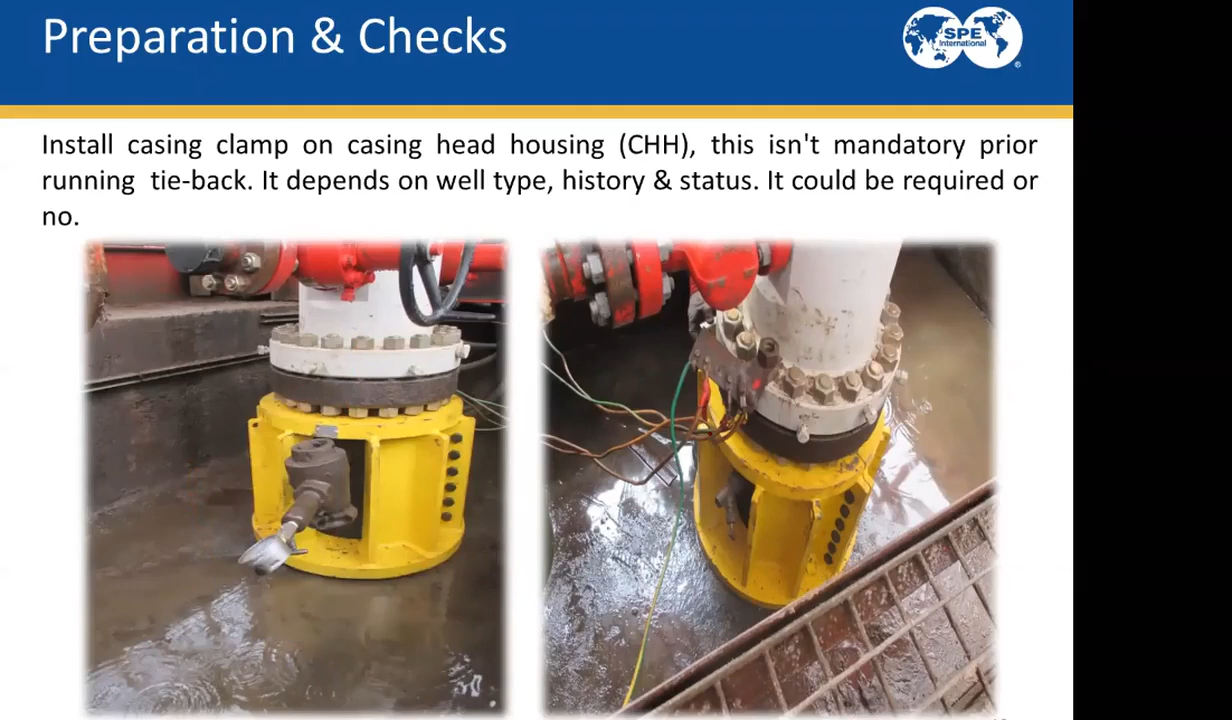 Preparation & Checks
SPE
International
®
Install casing clamp on casing head housing (CHH), this isn't mandatory prior
running tie-back. It depends on well type, history & status. It could be required or
no.